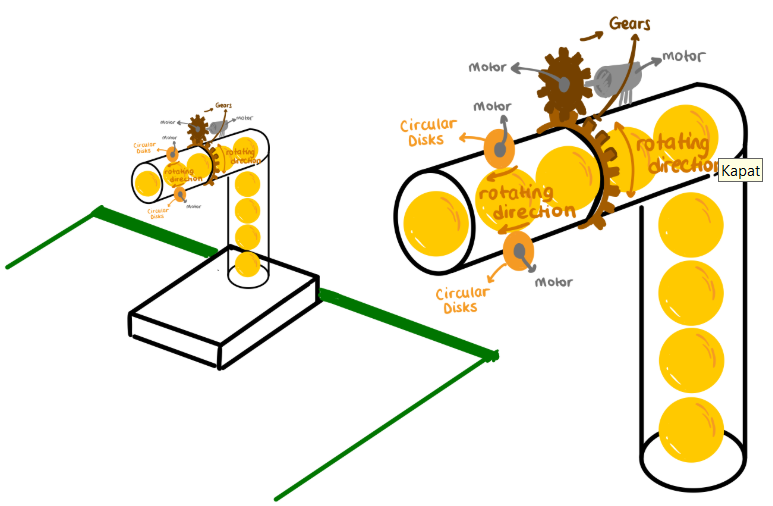 Gears
Motor
motor
Motor
Circular
Disks
rotating
direction
rotating
direction
Motor
Circular
Disks
Gears
Motor
motor
Motor
Circular
Disks
rotating
direction
rotating
direction
Kapat
Motor
Circular
Disks